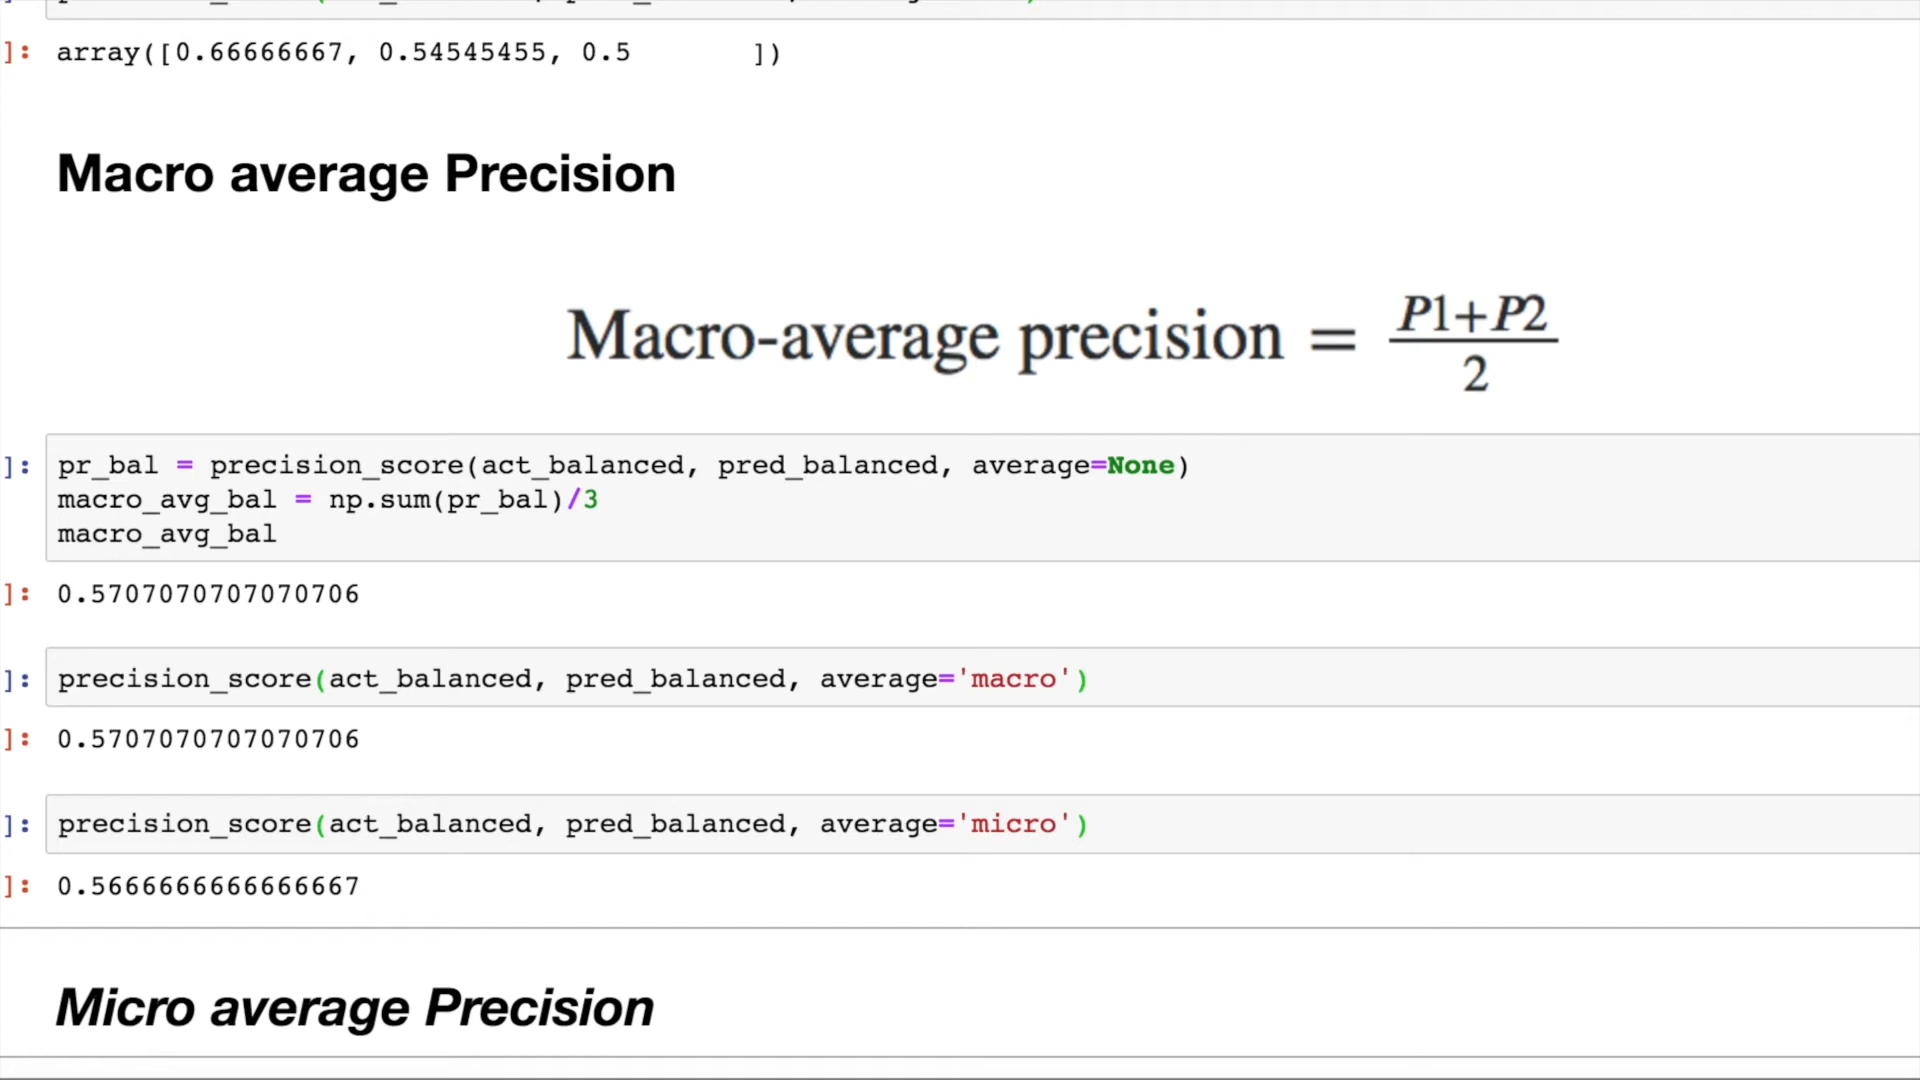 ]: array([0.66666667, 0.54545455, 0.5 ])
Macro average Precision
Macro-average precision = P1+P2
2
]: pr_bal = precision_score(act_balanced, pred_balanced, average=None)
macro_avg_bal = np.sum(pr_bal)/3
macro_avg_bal
]: 0.5707070707070706
]: precision_score(act_balanced, pred_balanced, average='macro')
]: 0.5707070707070706
]: precision_score(act_balanced, pred_balanced, average='micro')
]: 0.5666666666666667
Micro average Precision